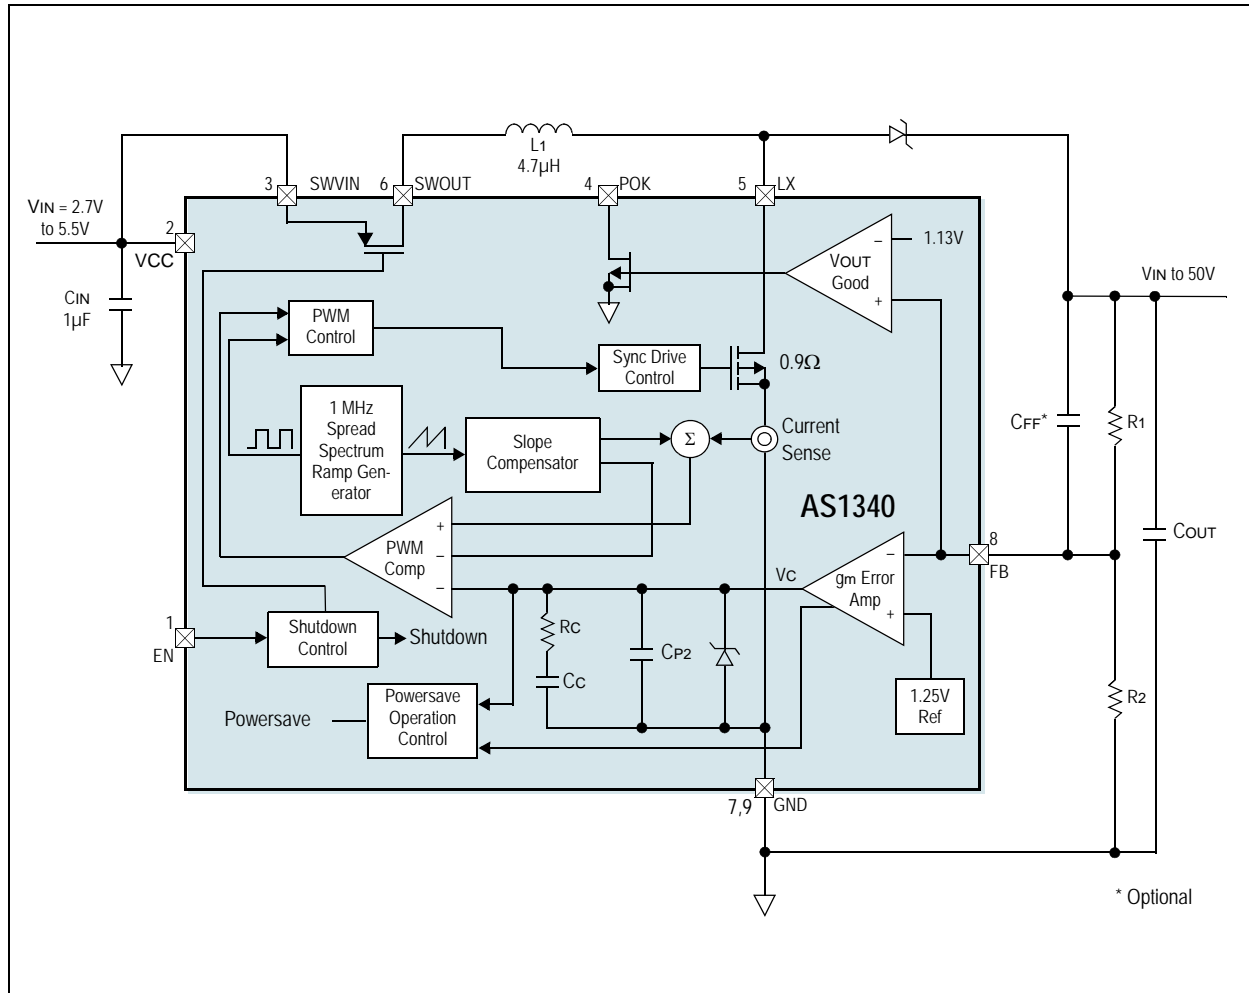 L1
4.7µH
3
SWVIN
6
SWOUT
4
POK
5
LX
VIN = 2.7V
to 5.5V
2
VCC
CIN
1µF
VOUT
Good
−
1.13V
+
VIN to 50V
PWM
Control
Sync Drive
Control
0.9Ω
1 MHz
Spread
Spectrum
Ramp Gen-
erator
Slope
Compensator
Σ
Current
Sense
CFF*
R1
AS1340
PWM
Comp
+
−
−
Vc
gm Error
Amp
−
+
8
FB
COUT
1
EN
Shutdown
Control
Shutdown
RC
CC
CP2
1.25V
Ref
R2
Powersave
Powersave
Operation
Control
7,9
GND
* Optional